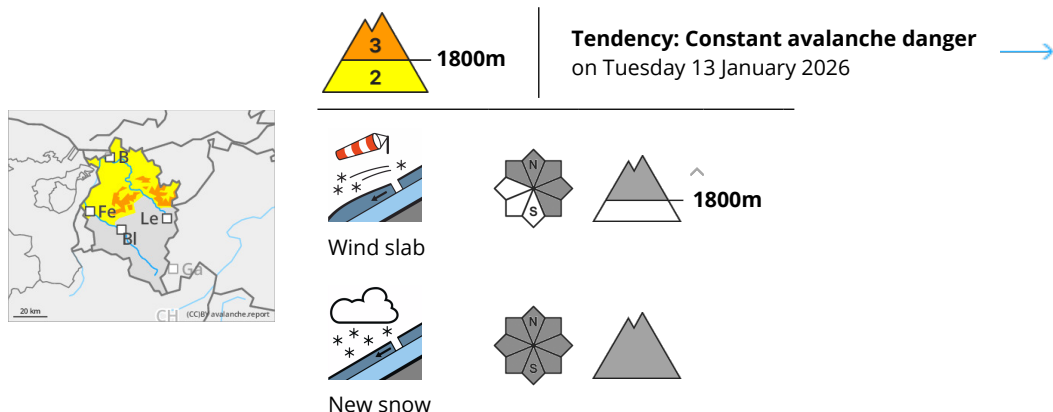 3
2
1800m
Tendency: Constant avalanche danger
on Tuesday 13 January 2026
B
Fe
Le
Bl
Ga
CH
20 km
(CC)BY avalanche.report
N
S
1800m
Wind slab
N
S
New snow